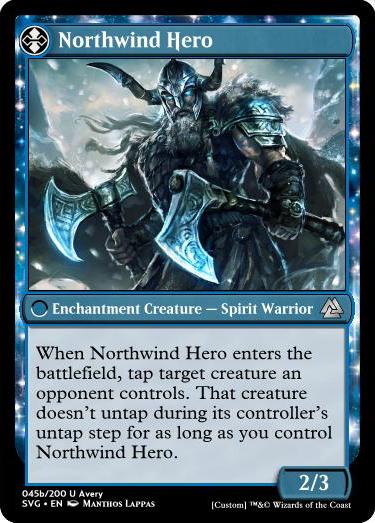 Northwind Hero
Enchantment Creature — Spirit Warrior
When Northwind Hero enters the
battlefield, tap target creature an
opponent controls. That creature
doesn't untap during its controller's
untap step for as long as you control
Northwind Hero.
2/3
045b/200 U Avery
SVG • EN Manthos Lappas
[Custom] ™&© Wizards of the Coast